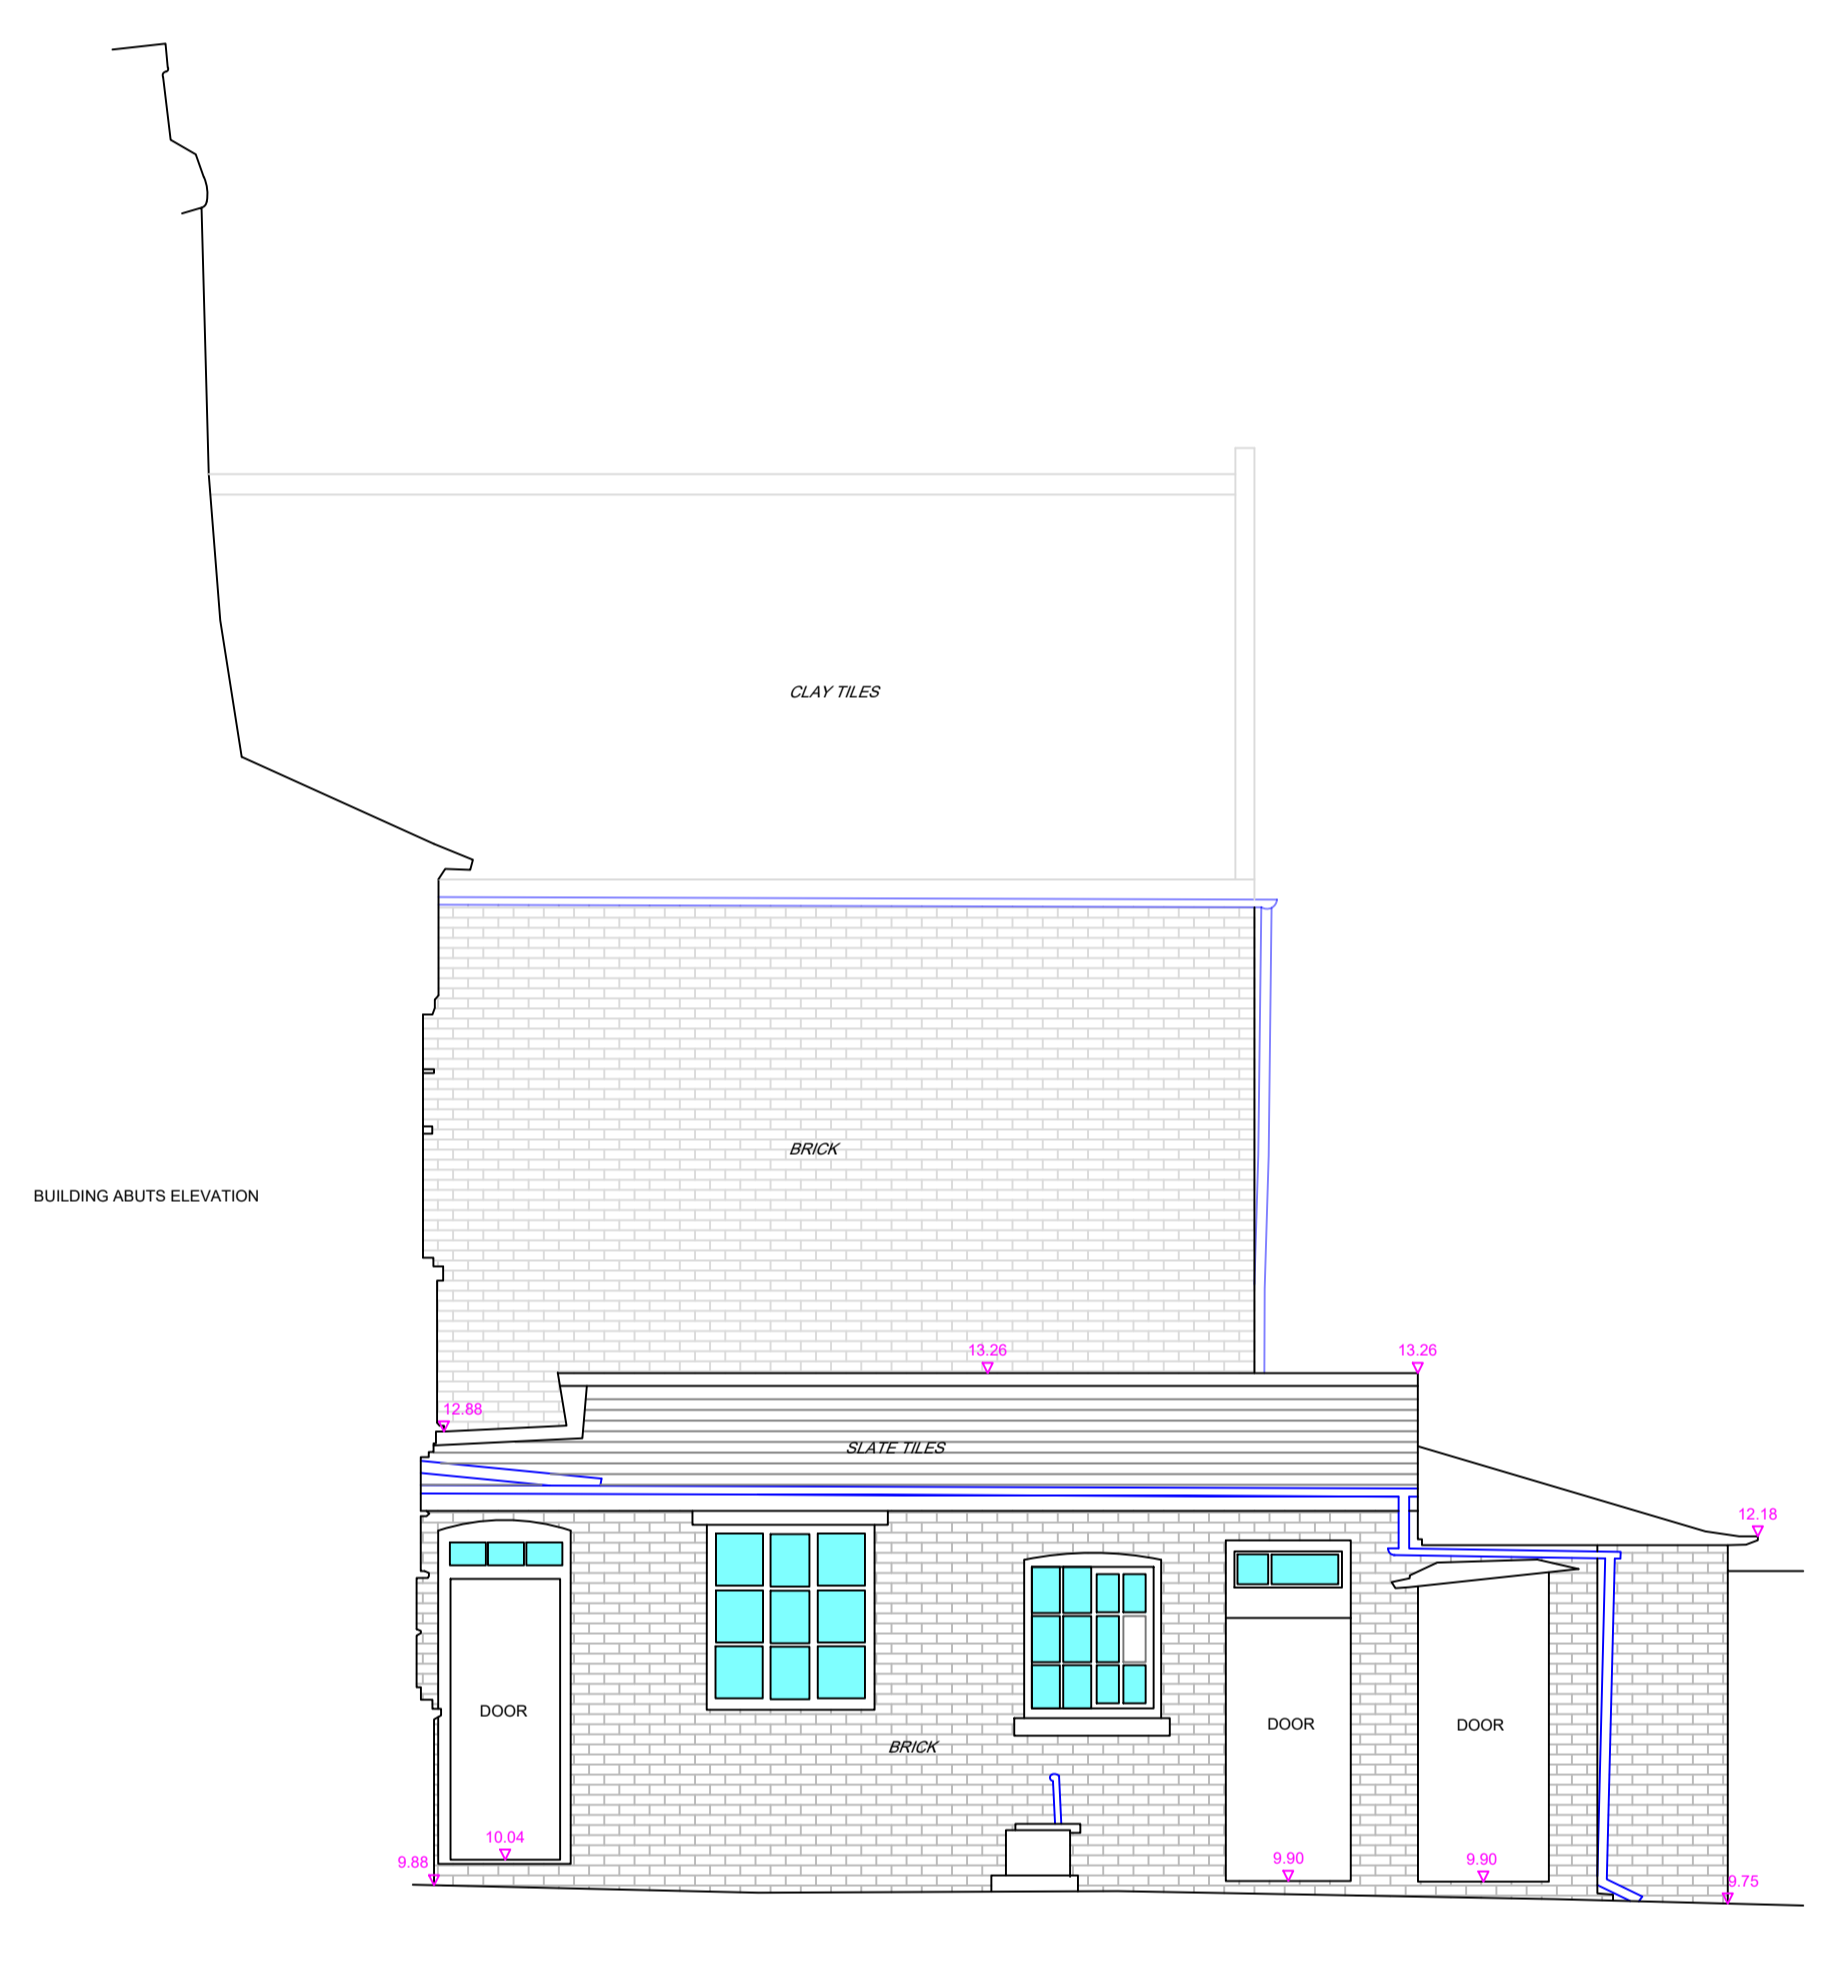 CLAY TILES
BRICK
BUILDING ABUTS ELEVATION
13.26
13.26
12.88
SLATE TILES
12.18
DOOR
DOOR
DOOR
BRICK
10.04
9.88
9.90
9.90
9.75